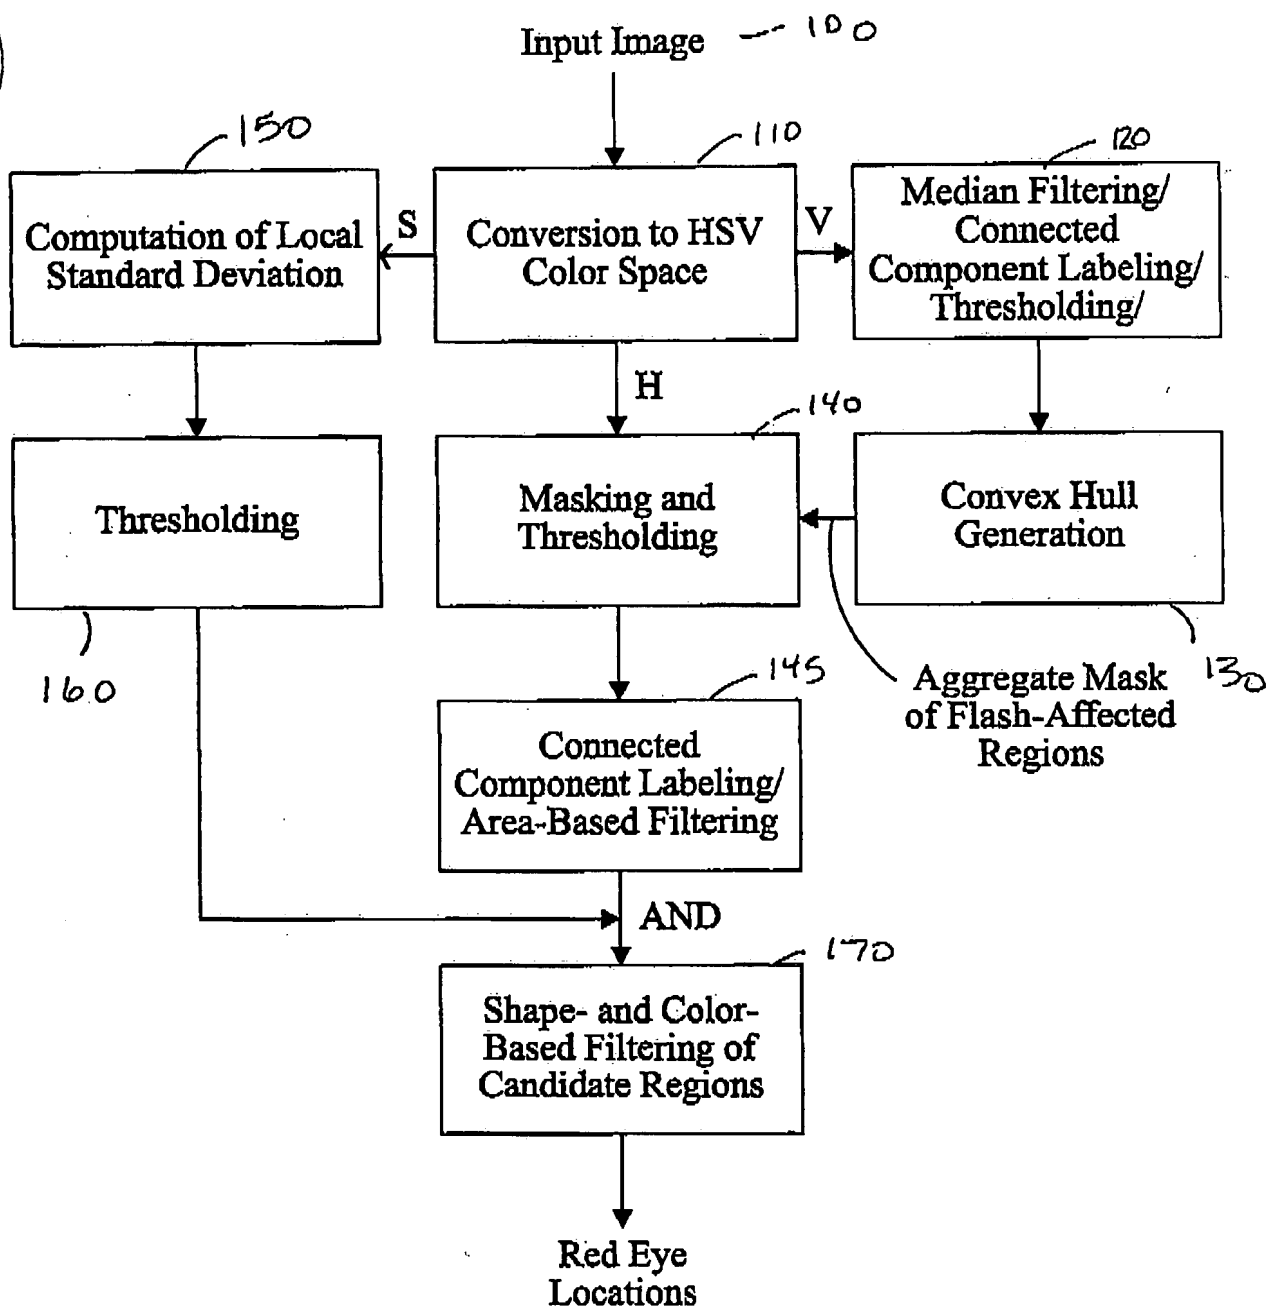 Input Image
100
150
110
120
Computation of Local
Standard Deviation
S
Conversion to HSV
Color Space
V
Median Filtering/
Connected
Component Labeling/
Thresholding/
H
140
Thresholding
Masking and
Thresholding
Convex Hull
Generation
160
145
130
Aggregate Mask
of Flash-Affected
Regions
Connected
Component Labeling/
Area-Based Filtering
AND
170
Shape- and Color-
Based Filtering of
Candidate Regions
Red Eye
Locations